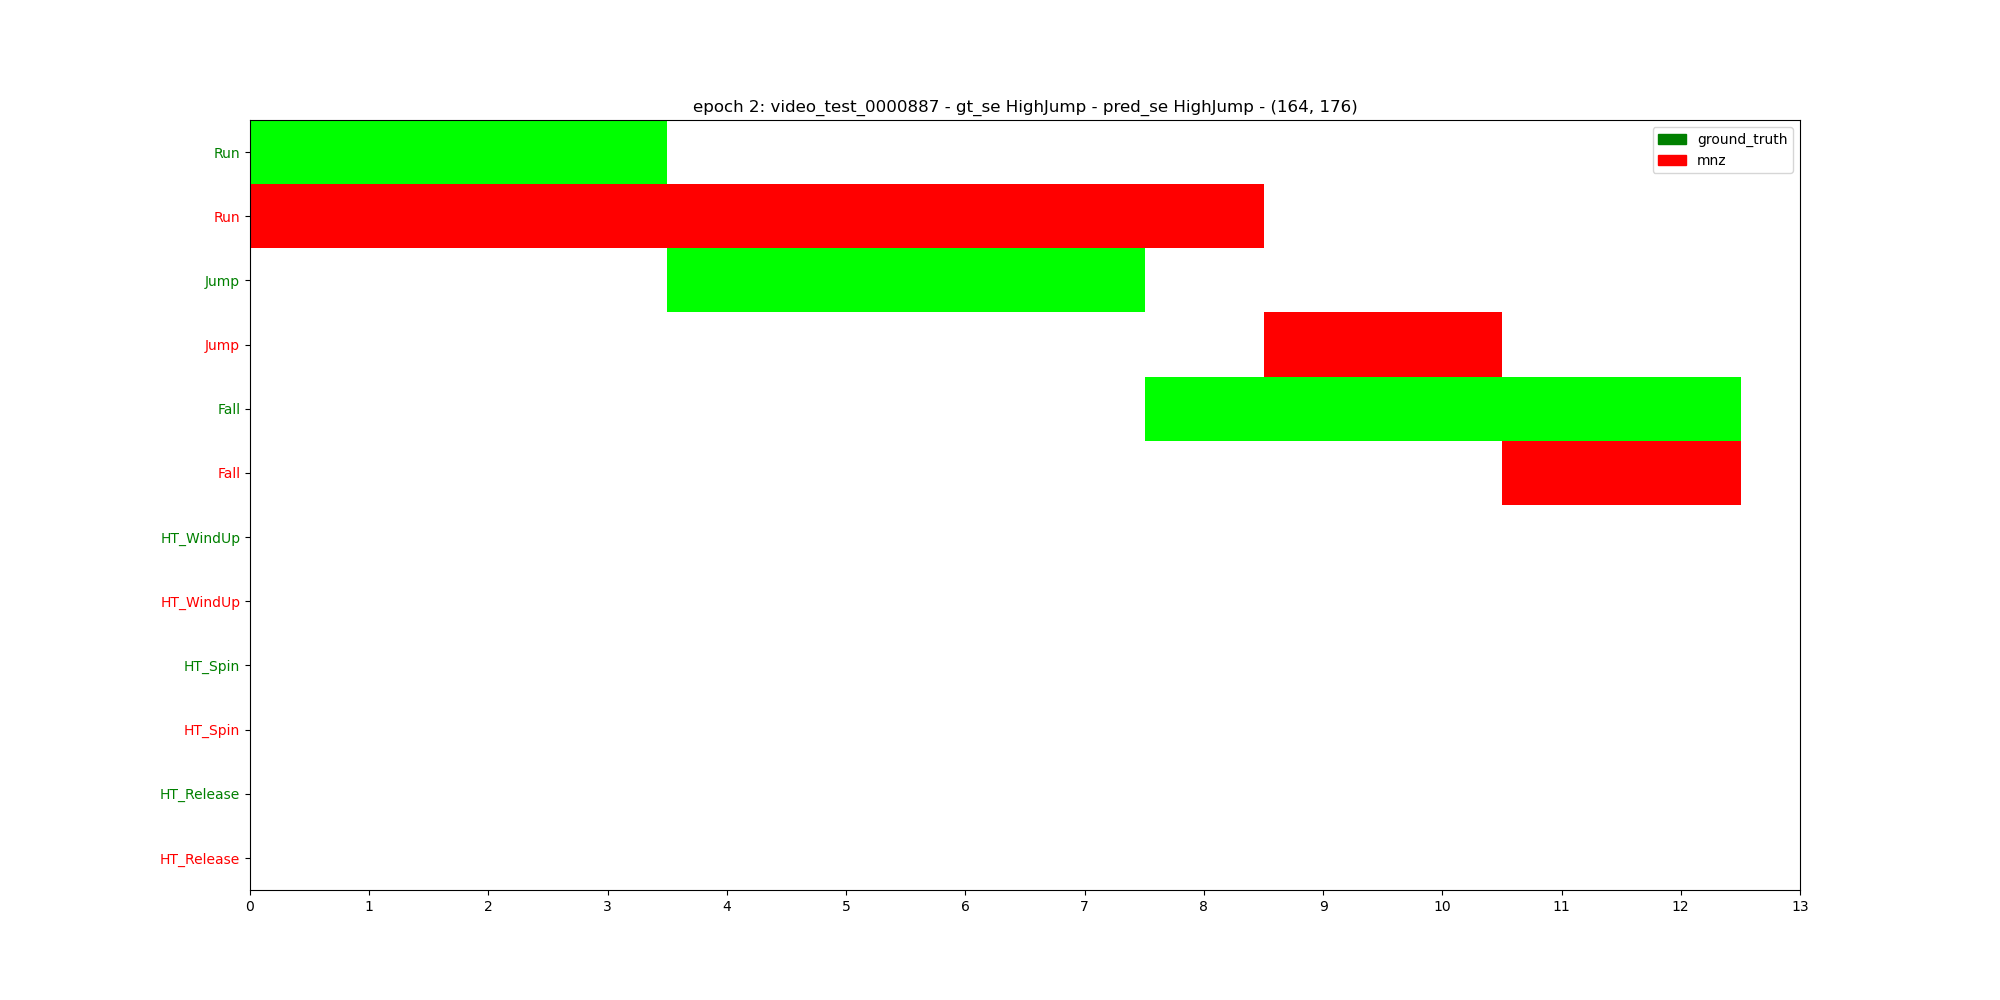 epoch 2: video_test_0000887 - gt_se HighJump - pred_se HighJump - (164, 176)
ground_truth
mnz
Run
Run
Jump
Jump
Fall
Fall
HT_WindUp
HT_WindUp
HT_Spin
HT_Spin
HT_Release
HT_Release
0 1 2 3 4 5 6 7 8 9 10 11 12 13